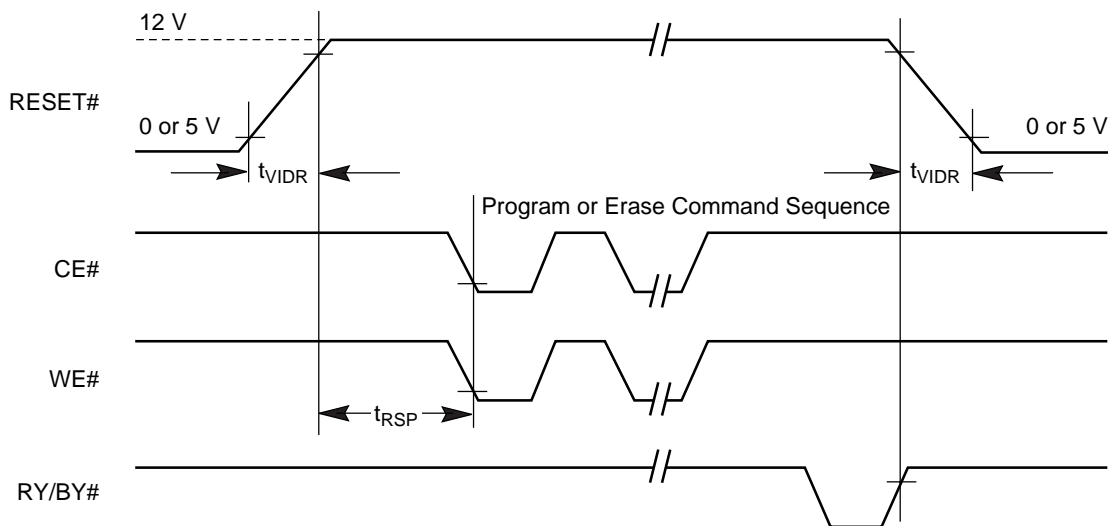 12 V
RESET#
0 or 5 V
0 or 5 V
tVIDR
tVIDR
Program or Erase Command Sequence
CE#
WE#
tRSP
RY/BY#